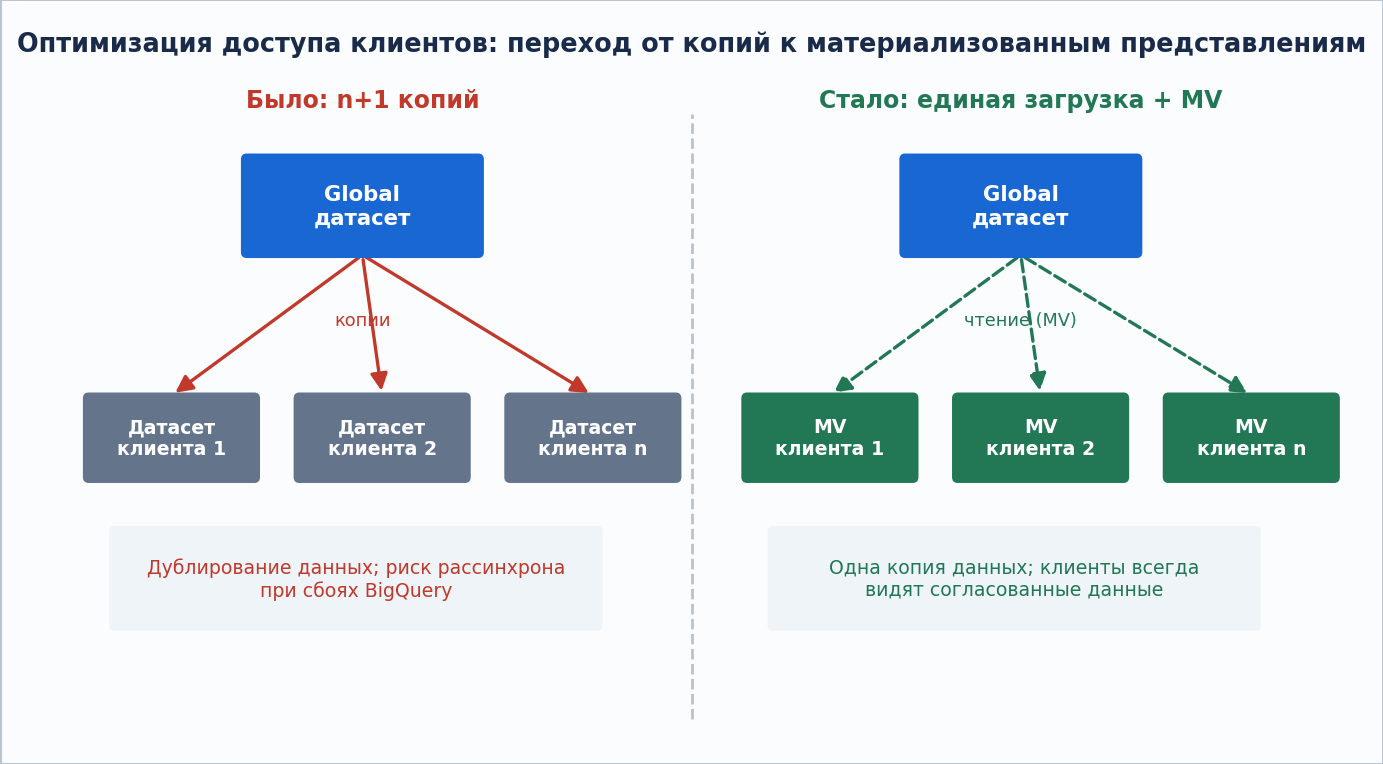 Оптимизация доступа клиентов: переход от копий к материализованным представлениям
Было: n+1 копий
Global
датасет
копии
Датасет
клиента 1
Датасет
клиента 2
Датасет
клиента n
Дублирование данных; риск рассинхрона
при сбоях BigQuery
Стало: единая загрузка + MV
Global
датасет
чтение (MV)
MV
клиента 1
MV
клиента 2
MV
клиента n
Одна копия данных; клиенты всегда
видят согласованные данные